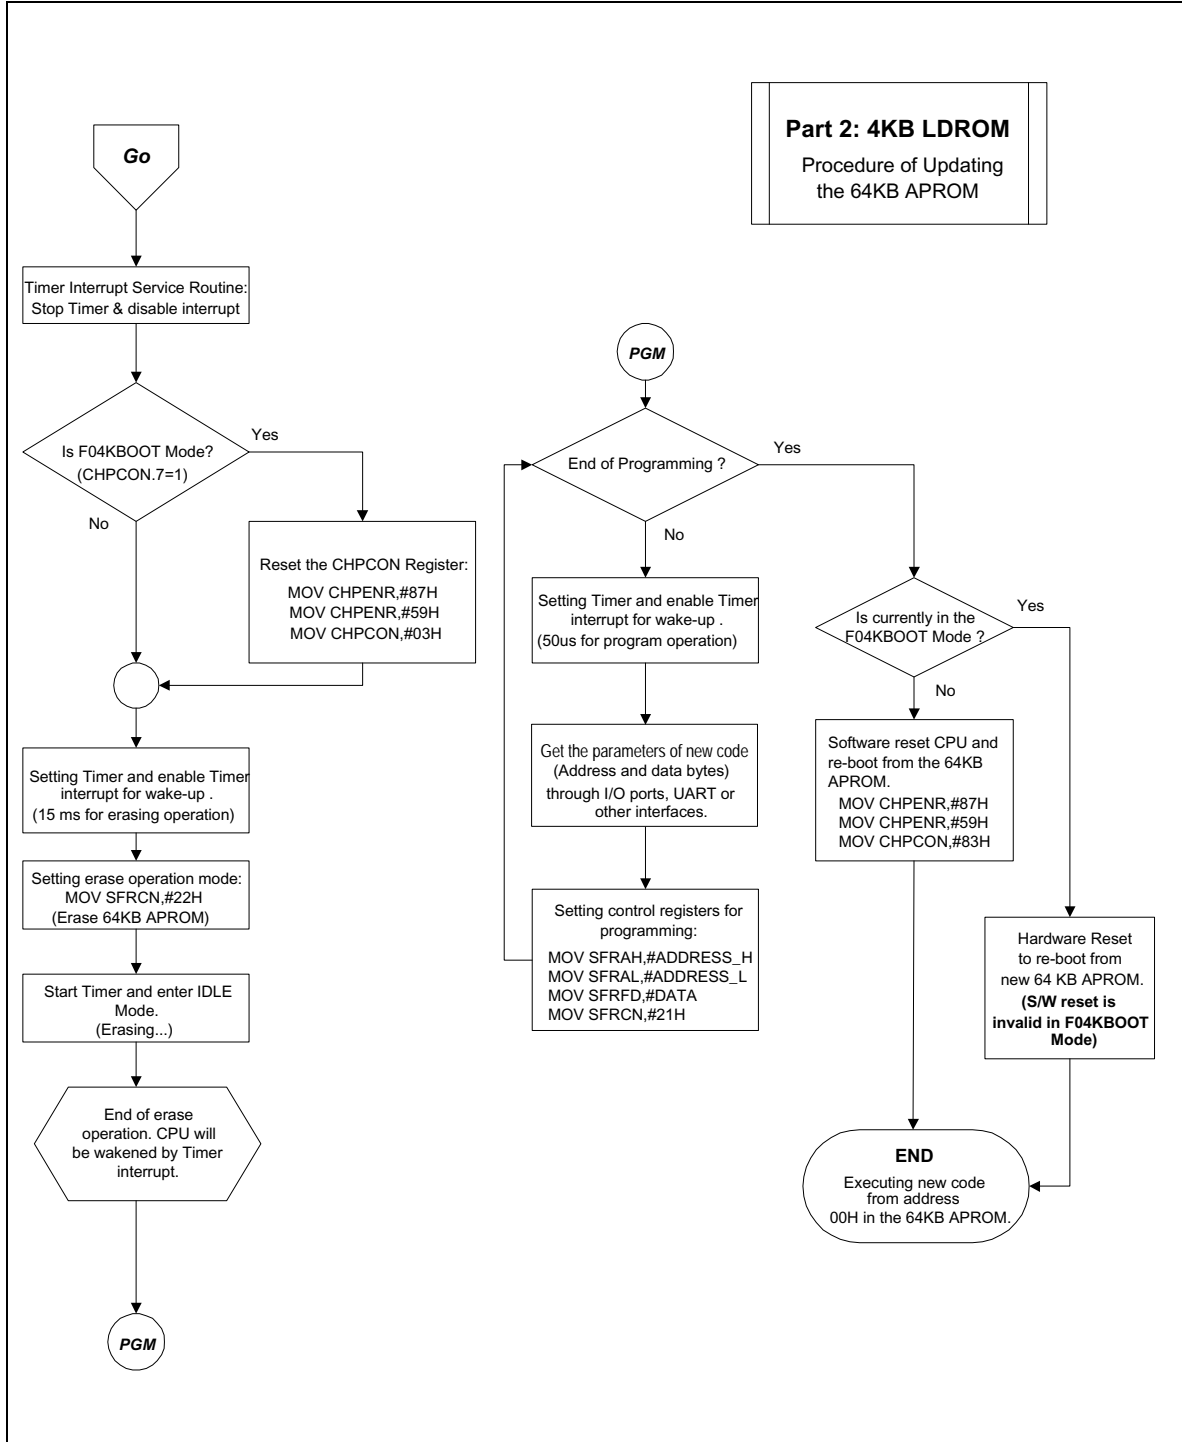 Part 2: 4KB LDROM
Procedure of Updating
the 64KB APROM
Go
Timer Interrupt Service Routine:
Stop Timer & disable interrupt
Is F04KBOOT Mode?
(CHPCON.7=1)
Yes
No
Reset the CHPCON Register:
MOV CHPENR,#87H
MOV CHPENR,#59H
MOV CHPCON,#03H
Setting Timer and enable Timer
interrupt for wake-up .
(15 ms for erasing operation)
Setting erase operation mode:
MOV SFRCN,#22H
(Erase 64KB APROM)
Start Timer and enter IDLE
Mode.
(Erasing...)
End of erase
operation. CPU will
be wakened by Timer
interrupt.
PGM
PGM
End of Programming ?
Yes
No
Setting Timer and enable Timer
interrupt for wake-up .
(50us for program operation)
Get the parameters of new code
(Address and data bytes)
through I/O ports, UART or
other interfaces.
Setting control registers for
programming:
MOV SFRAH,#ADDRESS_H
MOV SFRAL,#ADDRESS_L
MOV SFRFD,#DATA
MOV SFRCN,#21H
Is currently in the
F04KBOOT Mode ?
Yes
No
Software reset CPU and
re-boot from the 64KB
APROM.
MOV CHPENR,#87H
MOV CHPENR,#59H
MOV CHPCON,#83H
Hardware Reset
to re-boot from
new 64 KB APROM.
(S/W reset is
invalid in F04KBOOT
Mode)
END
Executing new code
from address
00H in the 64KB APROM.